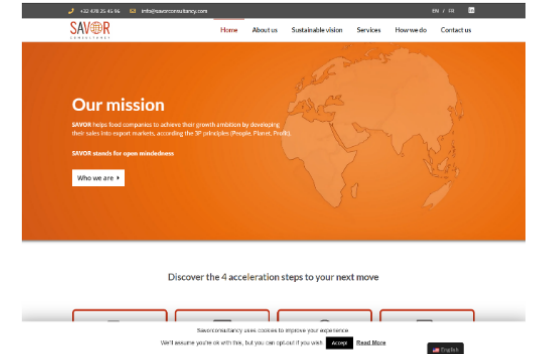 +32 478 25 45 96 info@savorconsultancy.com EN / FR
SAVOR
CONSULTANCY
Home About us Sustainable vision Services How we do Contact us
Our mission
SAVOR helps food companies to achieve their growth ambition by developing
their sales into export markets, according the 3P principles (People, Planet, Profit).
SAVOR stands for open mindedness
Who we are
Discover the 4 acceleration steps to your next move
Savorconsultancy uses cookies to improve your experience
We'll assume you're ok with this, but you can opt-out if you wish. Accept Read More
English